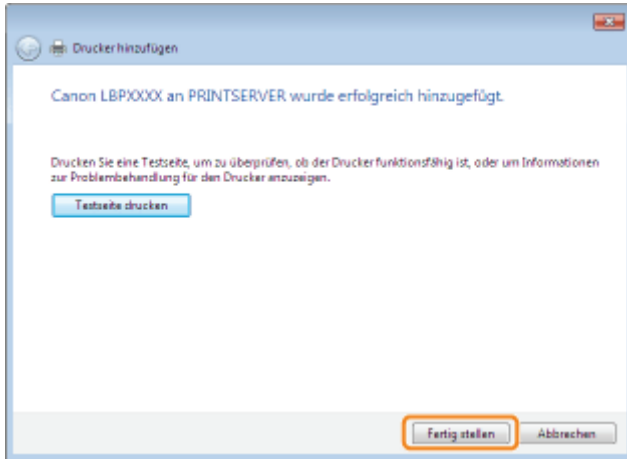 Drucker hinzufügen
Canon LBPXXXX an PRINTSERVER wurde erfolgreich hinzugefügt.
Drucken Sie eine Testseite, um zu überprüfen, ob der Drucker funktionsfähig ist, oder um Informationen
zur Problembehandlung für den Drucker anzuzeigen.
Testseite drucken
Fertig stellen Abbrechen